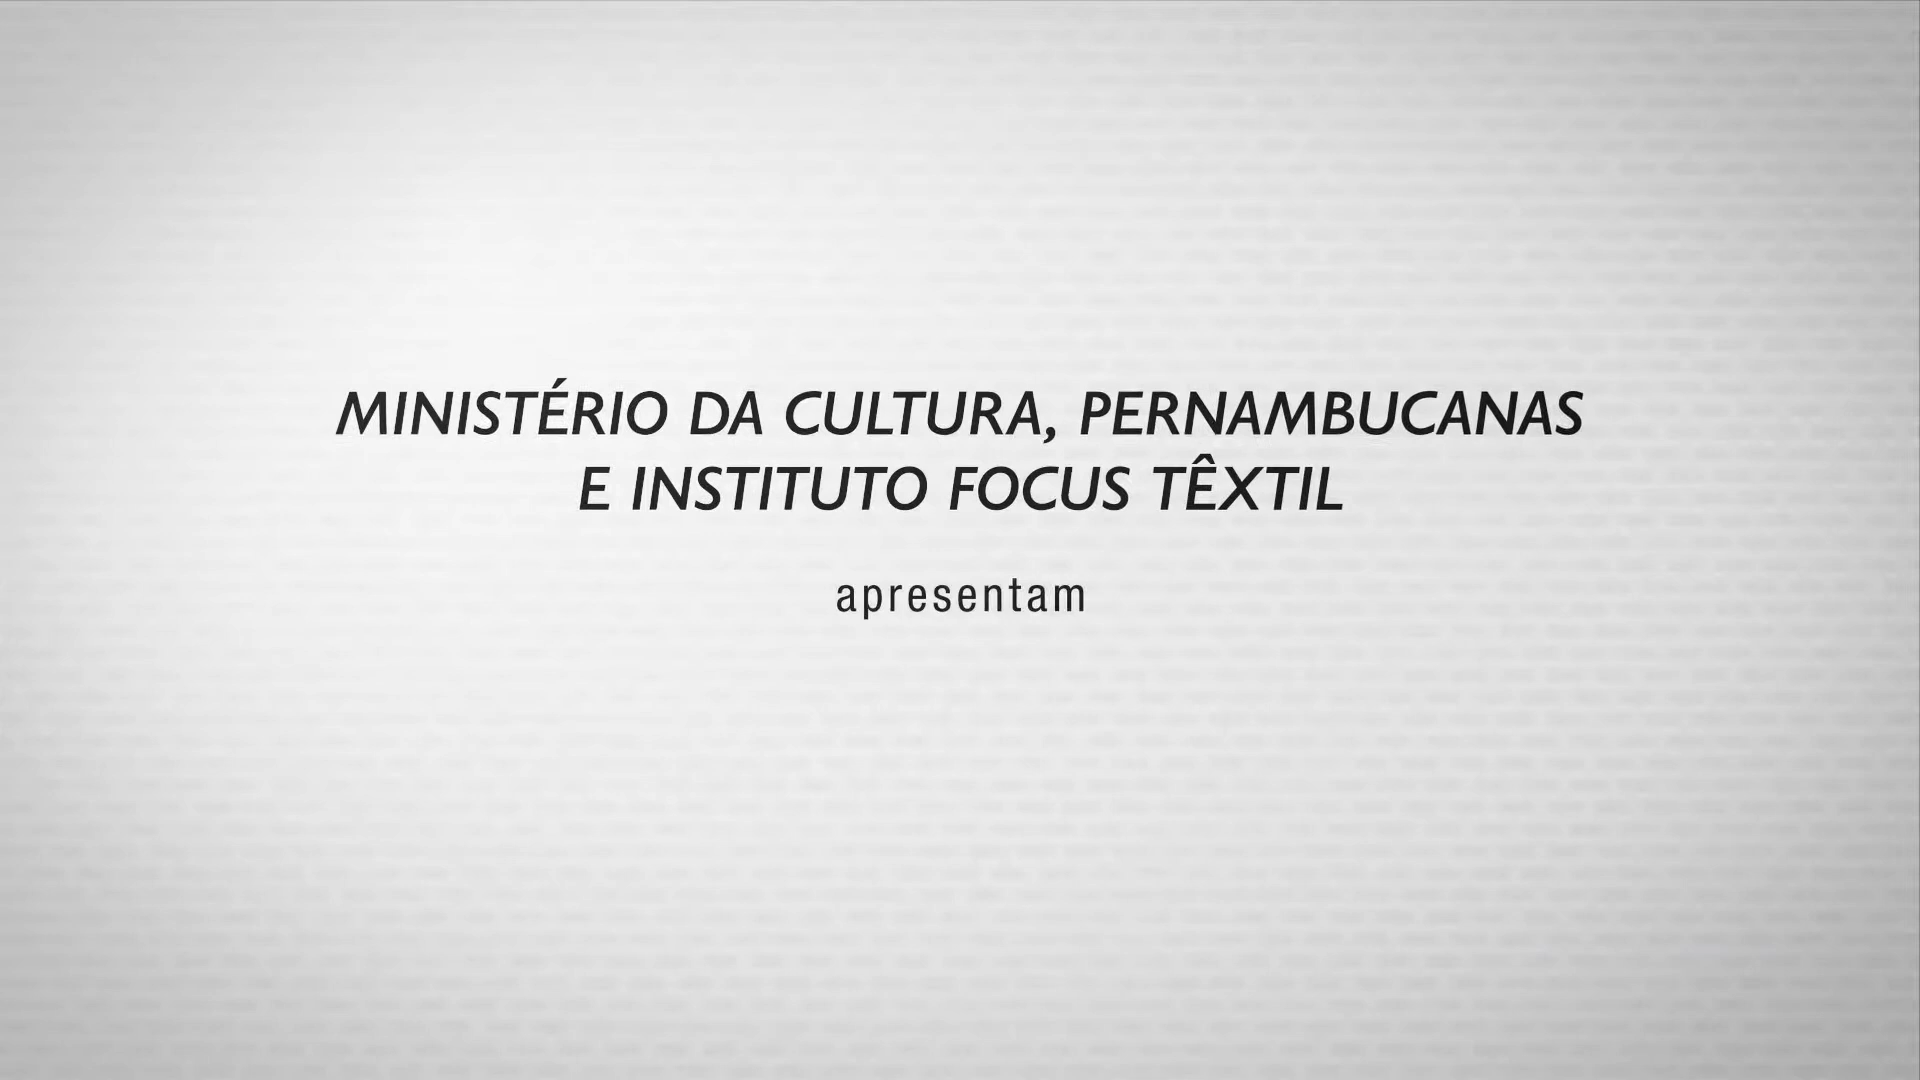 MINISTÉRIO DA CULTURA, PERNAMBUCANAS
E INSTITUTO FOCUS TÊXTIL
apresentam